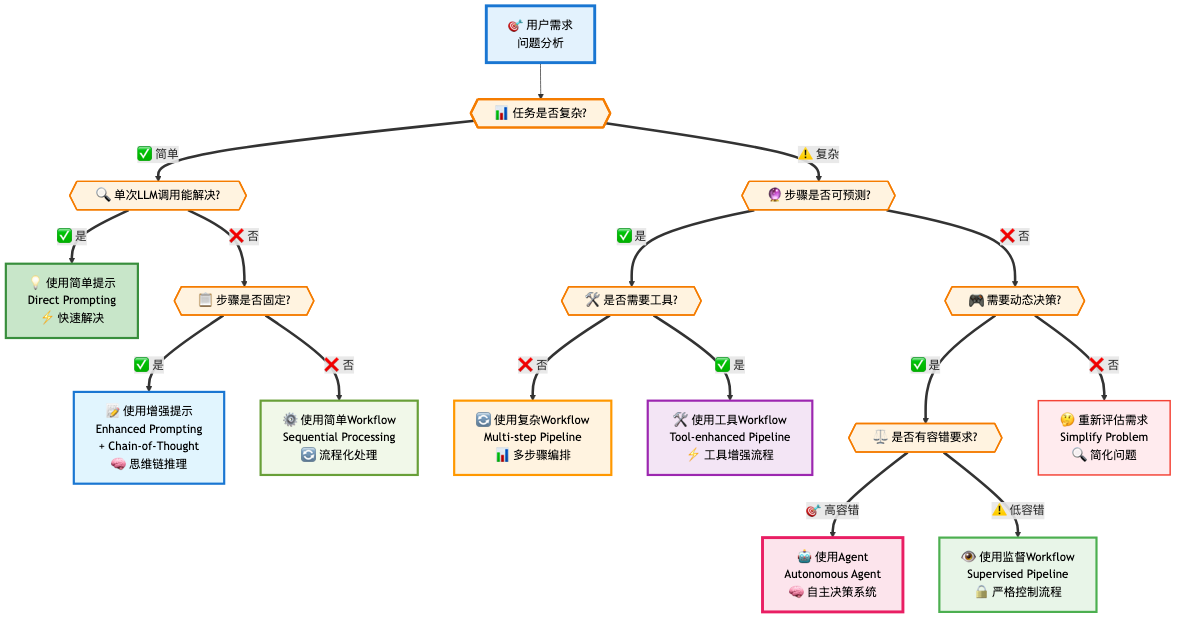 🎯 用户需求
问题分析
📊 任务是否复杂?
✅ 简单
⚠️ 复杂
🔍 单次LLM调用能解决?
🔮 步骤是否可预测?
✅ 是
❌ 否
✅ 是
❌ 否
💡 使用简单提示
Direct Prompting
⚡ 快速解决
📋 步骤是否固定?
🛠️ 是否需要工具?
🎮 需要动态决策?
✅ 是
❌ 否
❌ 否
✅ 是
✅ 是
❌ 否
📝 使用增强提示
Enhanced Prompting
+ Chain-of-Thought
🧠 思维链推理
⚙️ 使用简单Workflow
Sequential Processing
🔄 流程化处理
🔄 使用复杂Workflow
Multi-step Pipeline
📊 多步骤编排
🛠️ 使用工具Workflow
Tool-enhanced Pipeline
⚡ 工具增强流程
⚖️ 是否有容错要求?
🤔 重新评估需求
Simplify Problem
🔍 简化问题
🎯 高容错
⚠️ 低容错
🤖 使用Agent
Autonomous Agent
🧠 自主决策系统
👁️ 使用监督Workflow
Supervised Pipeline
🔒 严格控制流程